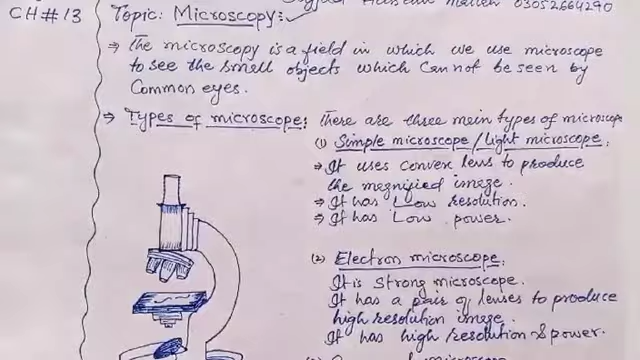 CH#13
Topic: Microscopy:
03052664290
⇒ The microscopy is a field in which we use microscope
to see the small objects which cannot be seen by
Common eyes.
⇒ Types of microscope: There are three main types of microscope
(1) Simple microscope / light microscope:
⇒ It uses convex lens to produce
the magnified image.
⇒ It has Low resolution.
⇒ It has Low power.
(2) Electron microscope:
It is strong microscope.
It has a pair of lenses to produce
high resolution image.
It has high resolution & power.